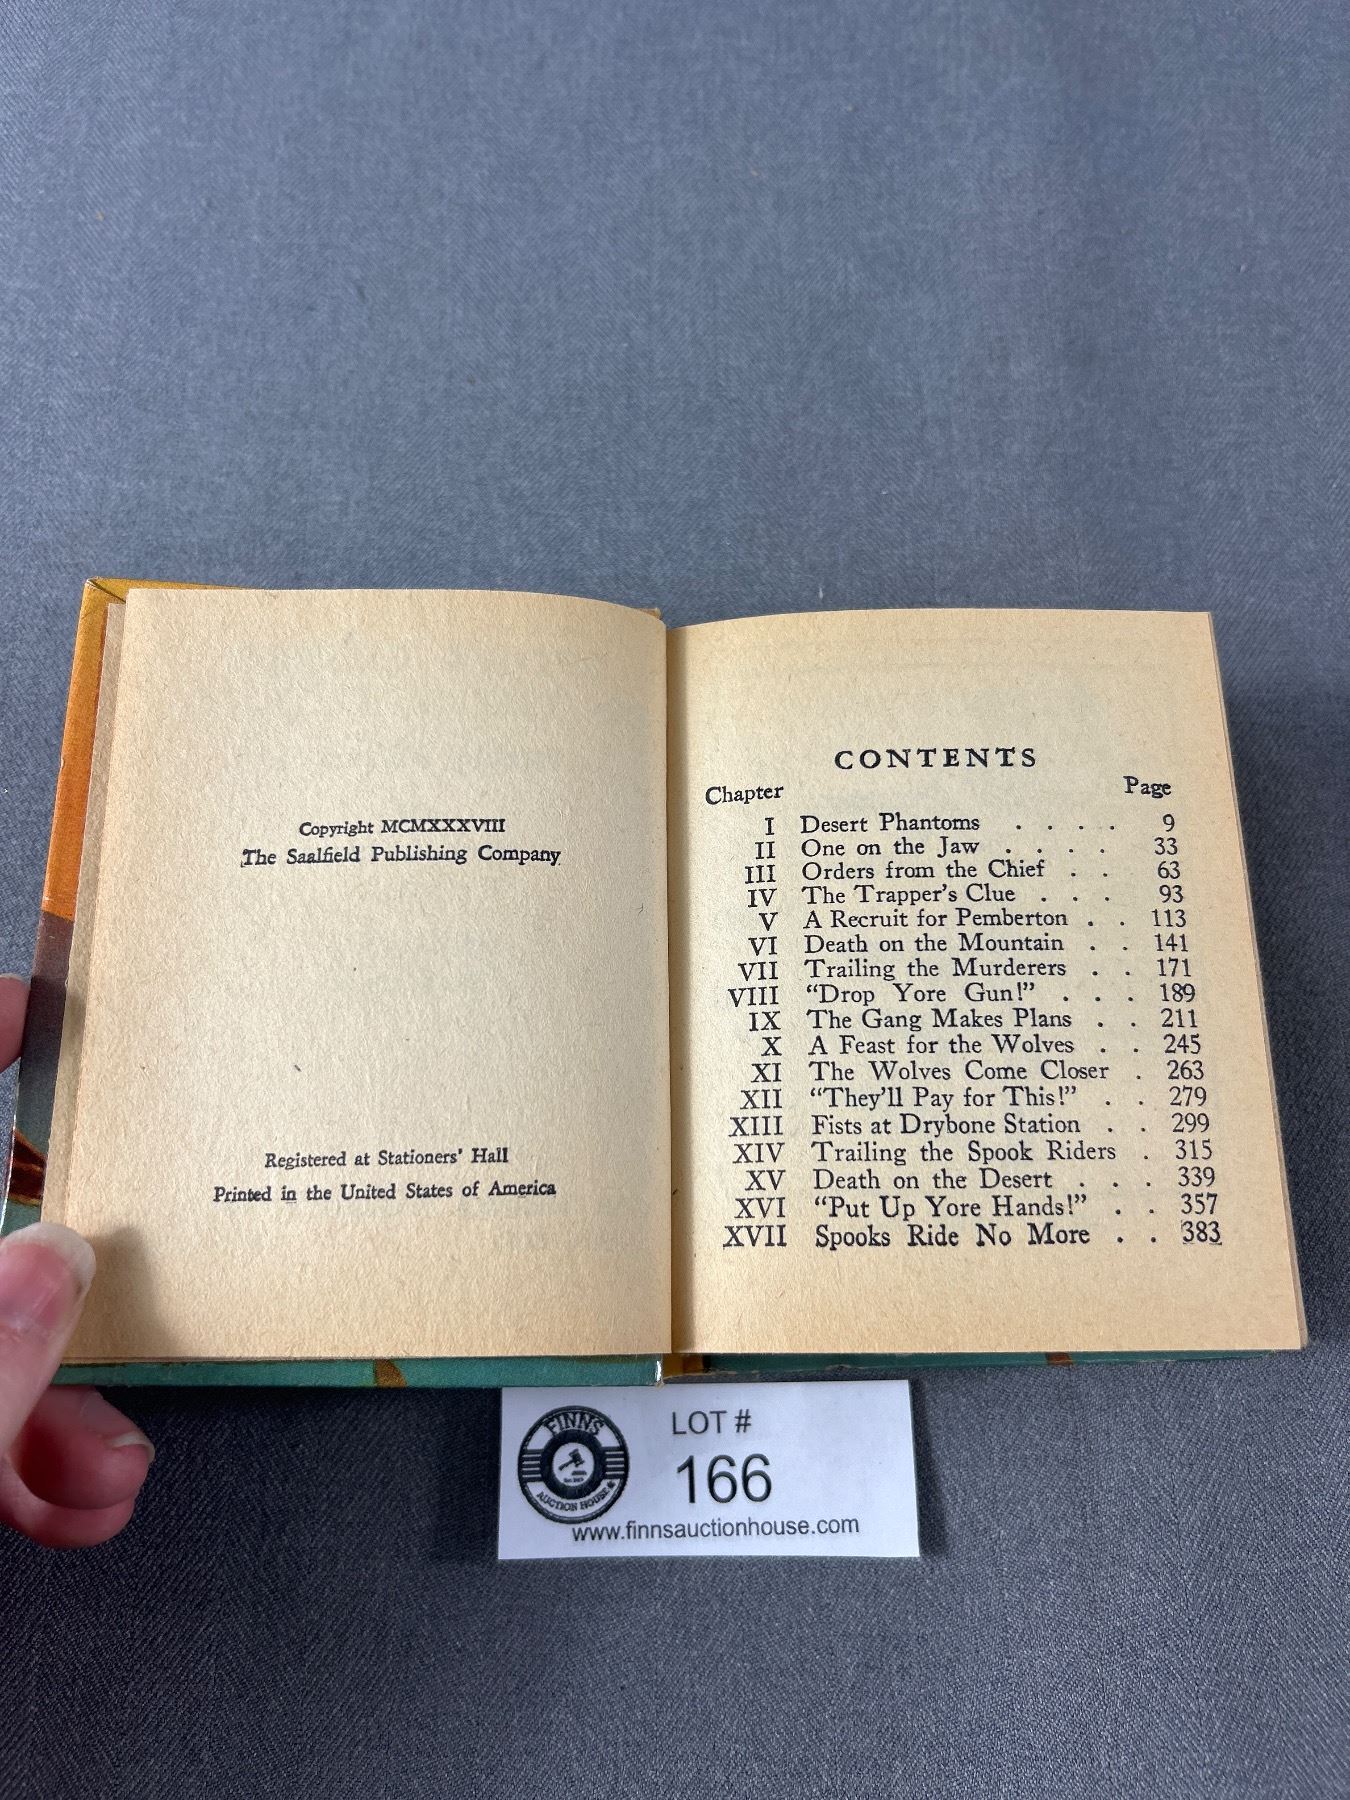 Copyright MCMXXXVIII
The Saalfield Publishing Company
Registered at Stationers' Hall
Printed in the United States of America
CONTENTS
Chapter Page
I Desert Phantoms . . . . 9
II One on the Jaw . . . . 33
III Orders from the Chief . . 63
IV The Trapper's Clue . . . 93
V A Recruit for Pemberton . . 113
VI Death on the Mountain . . 141
VII Trailing the Murderers . . 171
VIII "Drop Yore Gun!" . . . 189
IX The Gang Makes Plans . . 211
X A Feast for the Wolves . . 245
XI The Wolves Come Closer . 263
XII "They'll Pay for This!" . . 279
XIII Fists at Drybone Station . . 299
XIV Trailing the Spook Riders . 315
XV Death on the Desert . . . 339
XVI "Put Up Yore Hands!" . . 357
XVII Spooks Ride No More . . 383
FINNS
AUCTION HOUSE
LOT #
166
www.finnsauctionhouse.com